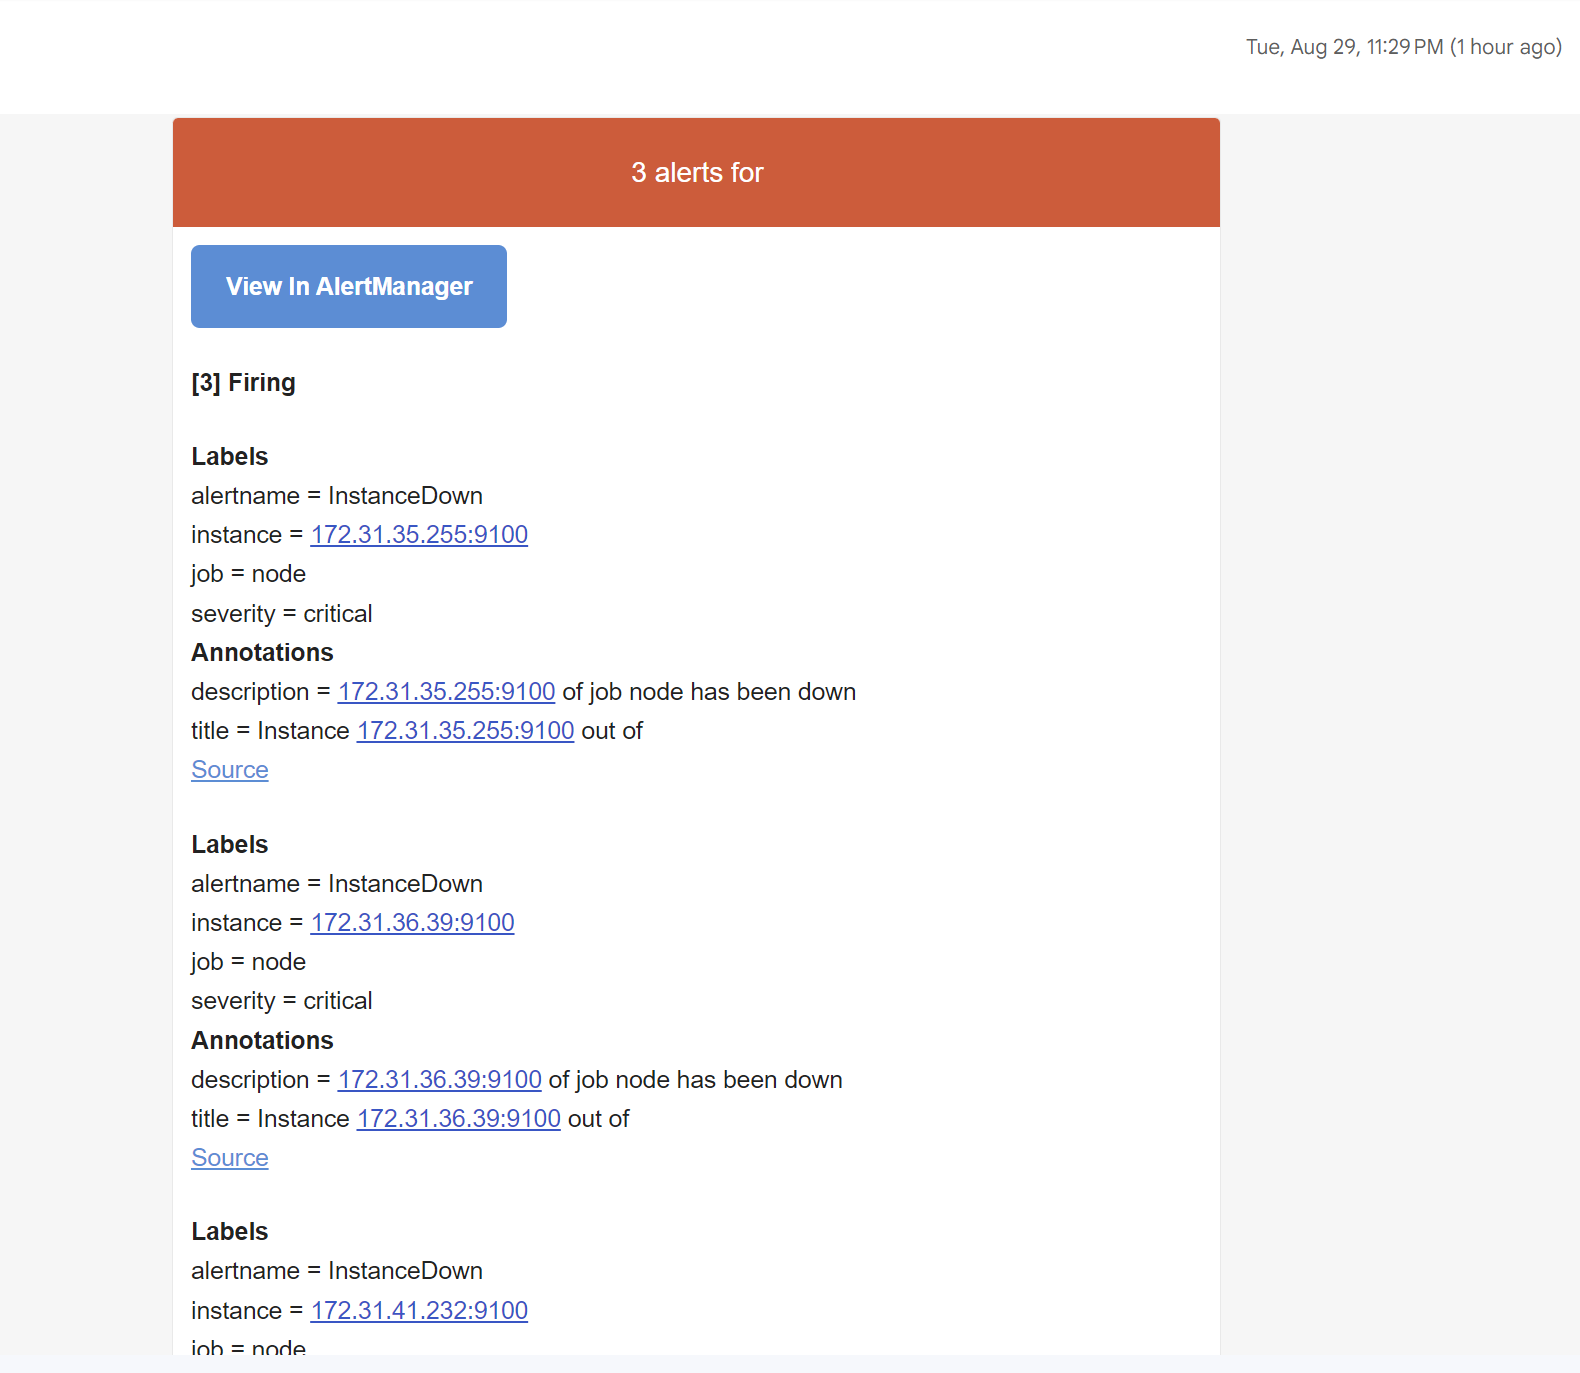 Tue, Aug 29, 11:29 PM (1 hour ago)
3 alerts for
View In AlertManager
[3] Firing
Labels
alertname = InstanceDown
instance = 172.31.35.255:9100
job = node
severity = critical
Annotations
description = 172.31.35.255:9100 of job node has been down
title = Instance 172.31.35.255:9100 out of
Source
Labels
alertname = InstanceDown
instance = 172.31.36.39:9100
job = node
severity = critical
Annotations
description = 172.31.36.39:9100 of job node has been down
title = Instance 172.31.36.39:9100 out of
Source
Labels
alertname = InstanceDown
instance = 172.31.41.232:9100
job = node